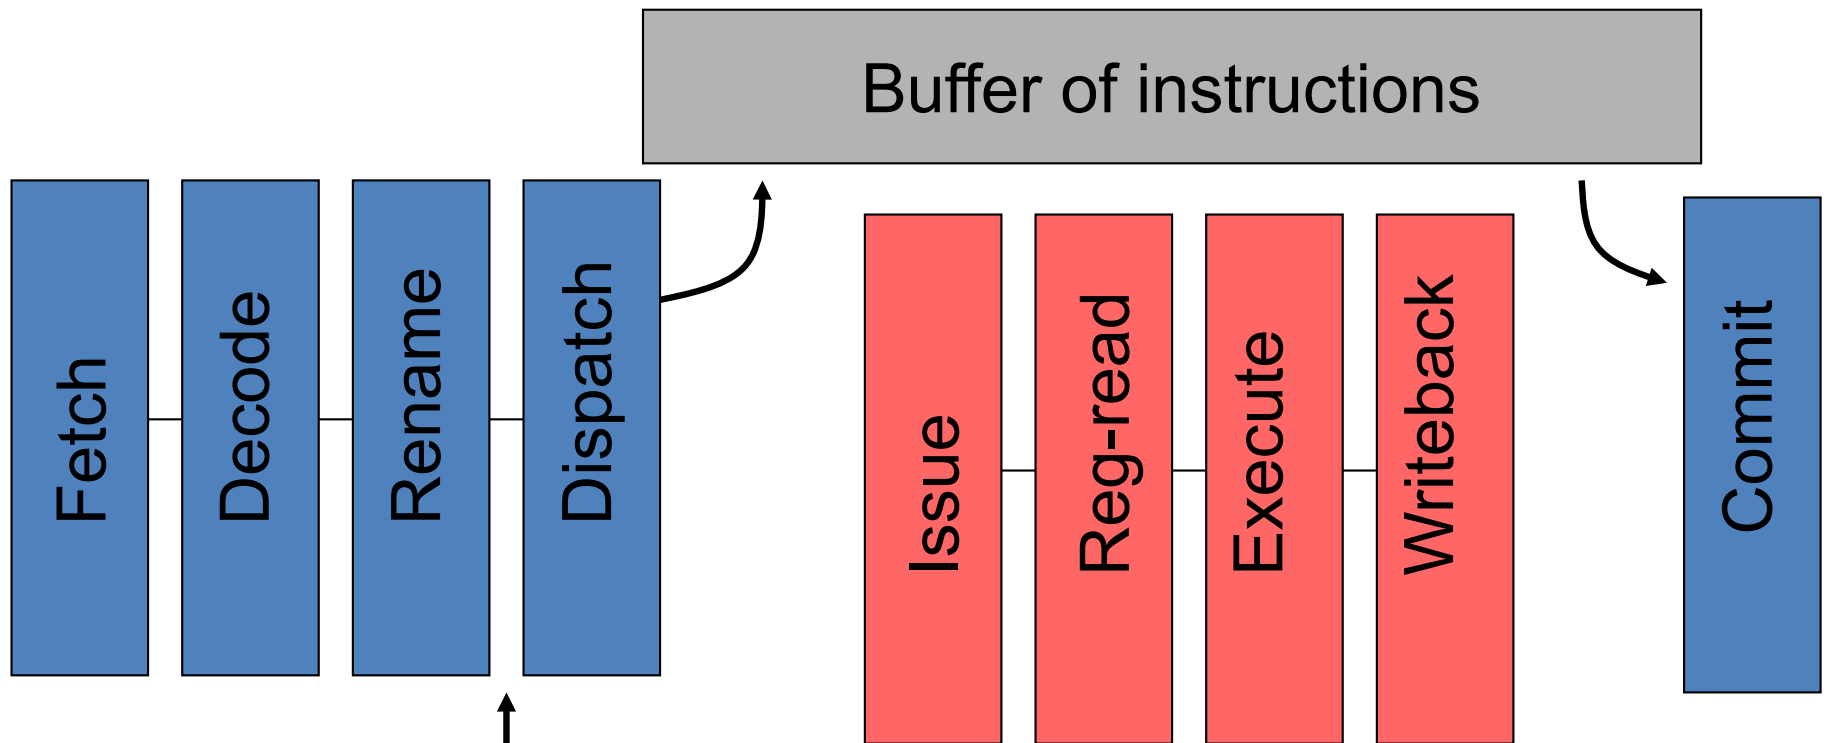 Buffer of instructions
Fetch
Decode
Rename
Dispatch
Issue
Reg-read
Execute
Writeback
Commit